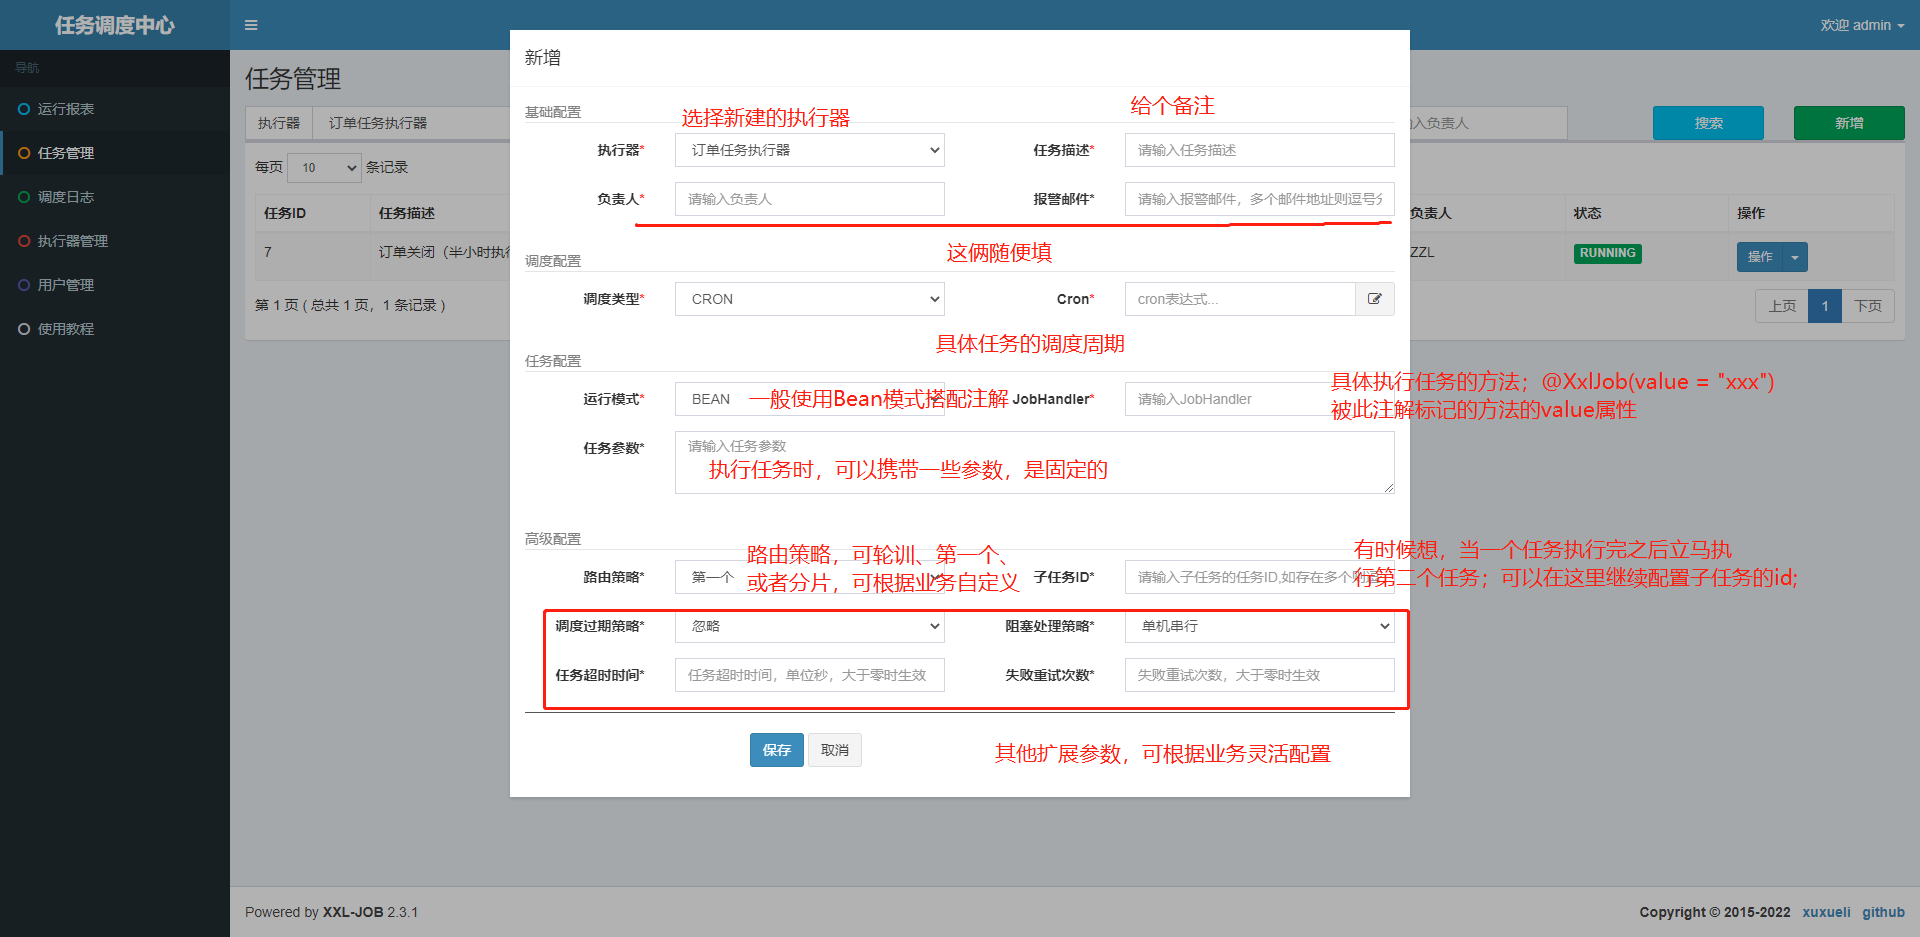 任务调度中心
欢迎 admin
导航
运行报表
任务管理
调度日志
执行器管理
用户管理
使用教程
任务管理
执行器
订单任务执行器
入负责人
搜索
新增
每页
10
条记录
任务ID
任务描述
负责人
状态
操作
7
订单关闭（半小时执行
ZZL
RUNNING
操作
第 1 页 ( 总共 1 页，1 条记录 )
上页
1
下页
新增
基础配置
选择新建的执行器
给个备注
执行器*
订单任务执行器
任务描述*
请输入任务描述
负责人*
请输入负责人
报警邮件*
请输入报警邮件，多个邮件地址则逗号分
这俩随便填
调度配置
调度类型*
CRON
Cron*
cron表达式...
具体任务的调度周期
任务配置
运行模式*
BEAN
一般使用Bean模式搭配注解
JobHandler*
请输入JobHandler
具体执行任务的方法；@XxlJob(value = "xxx")
被此注解标记的方法的value属性
任务参数*
请输入任务参数
执行任务时，可以携带一些参数，是固定的
高级配置
路由策略，可轮训、第一个、
或者分片，可根据业务自定义
路由策略*
第一个
子任务ID*
请输入子任务的任务ID,如存在多个则逗
有时候想，当一个任务执行完之后立马执
行第二个任务；可以在这里继续配置子任务的id;
调度过期策略*
忽略
阻塞处理策略*
单机串行
任务超时时间*
任务超时时间，单位秒，大于零时生效
失败重试次数*
失败重试次数，大于零时生效
保存
取消
其他扩展参数，可根据业务灵活配置
Powered by XXL-JOB 2.3.1
Copyright © 2015-2022 xuxueli github